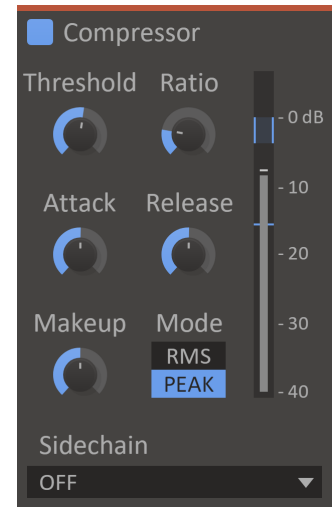 Compressor
Threshold Ratio
- 0 dB
- 10
Attack Release
- 20
Makeup Mode
- 30
RMS
PEAK
- 40
Sidechain
OFF